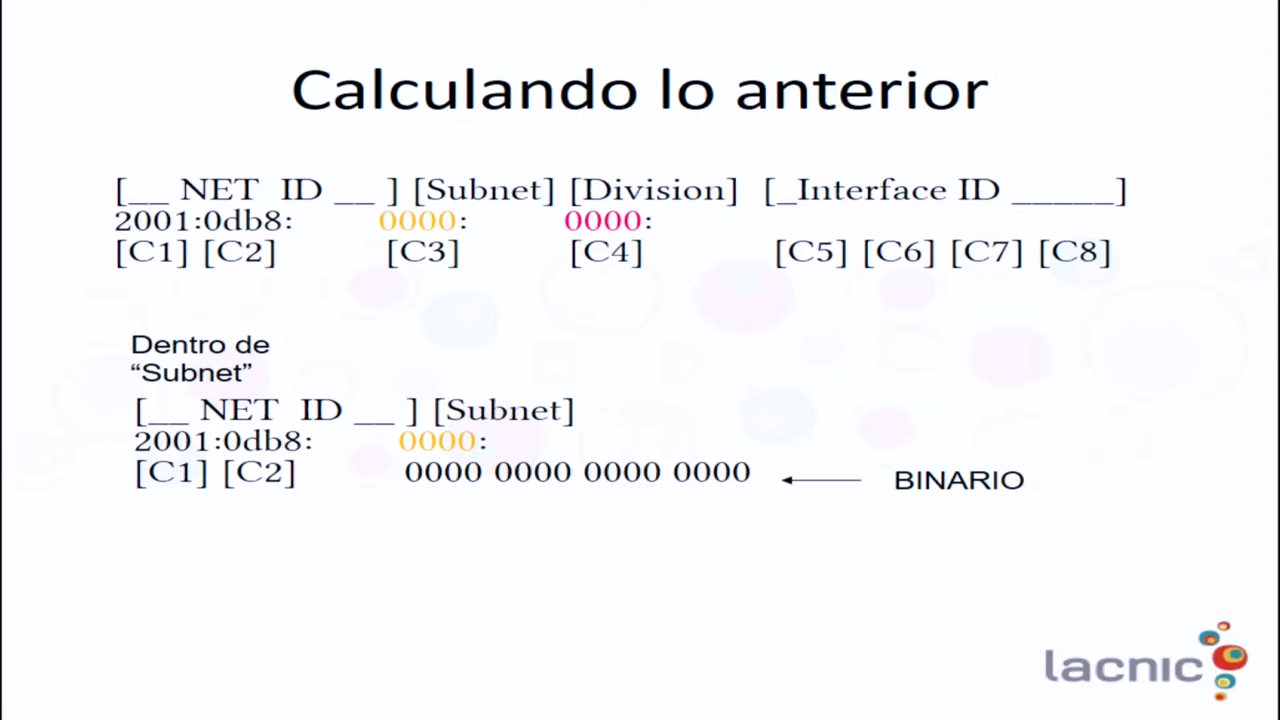 Calculando lo anterior
[__ NET ID __ ] [Subnet] [Division] [_Interface ID _____]
2001:0db8: 0000: 0000:
[C1] [C2] [C3] [C4] [C5] [C6] [C7] [C8]
Dentro de
“Subnet”
[__ NET ID __ ] [Subnet]
2001:0db8: 0000:
[C1] [C2] 0000 0000 0000 0000
BINARIO
lacnic